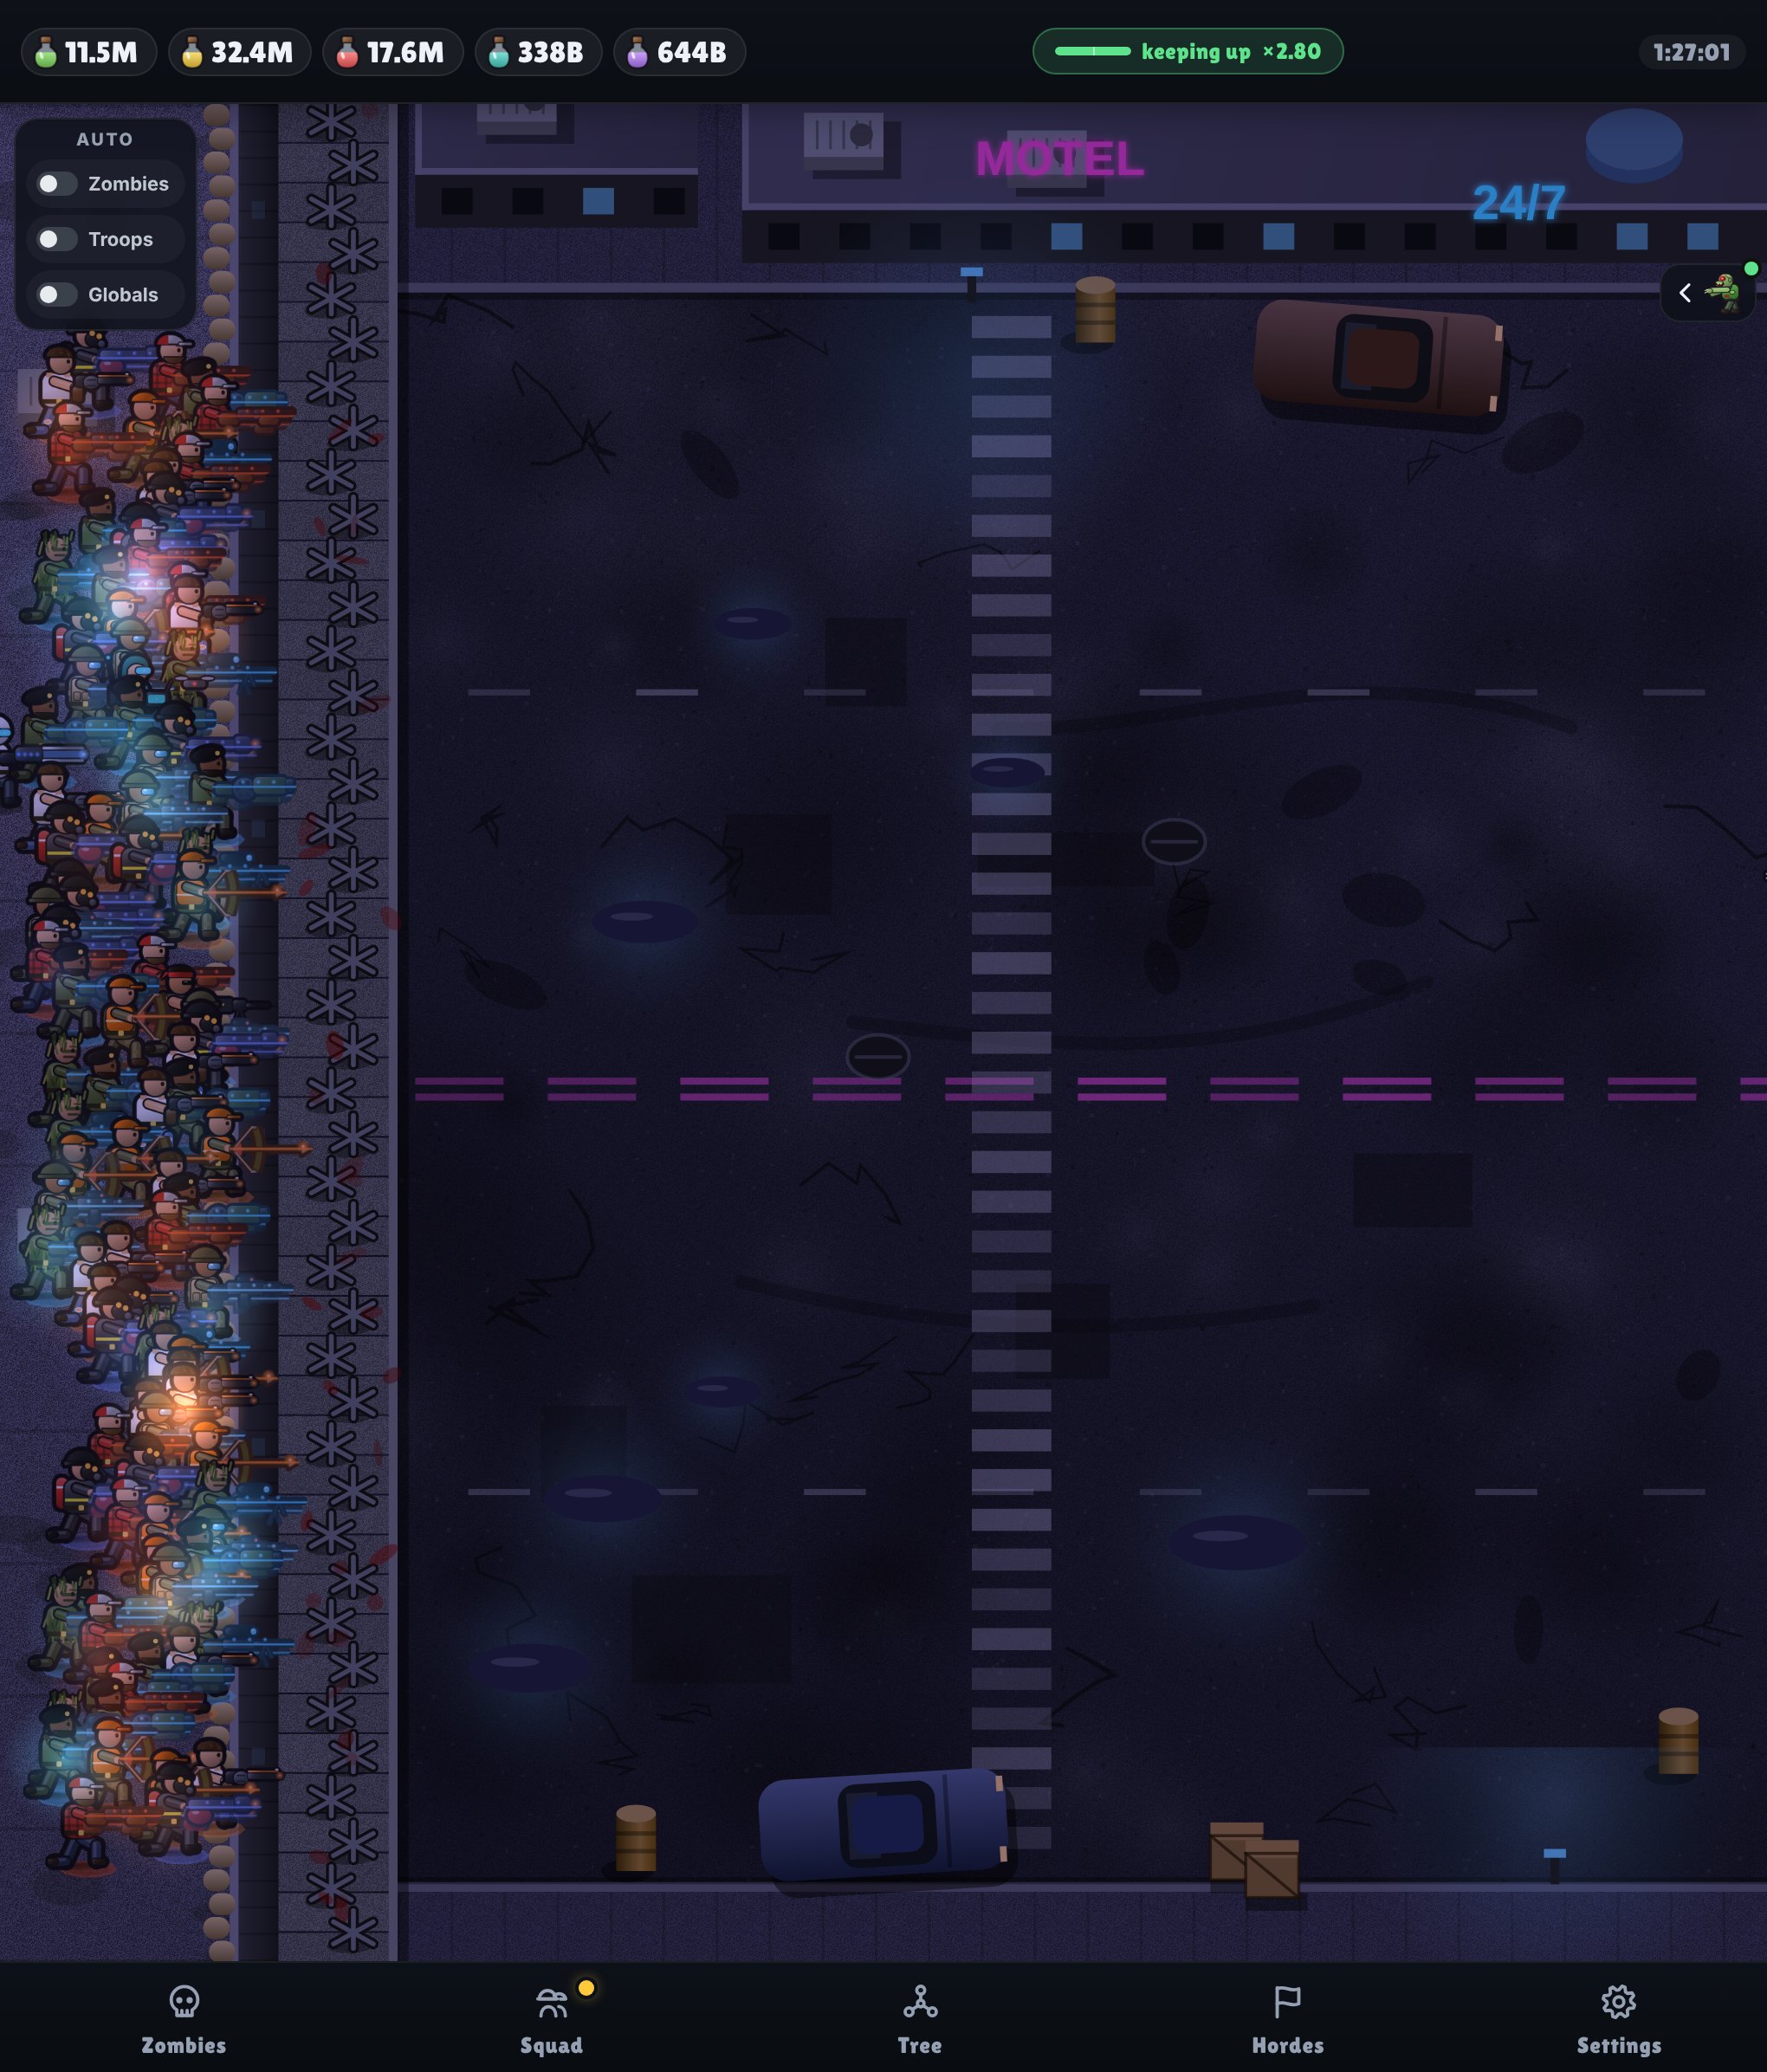 11.5M 32.4M 17.6M 338B 644B keeping up ×2.80 1:27:01
AUTO
Zombies
Troops
Globals
MOTEL
24/7
Zombies Squad Tree Hordes Settings